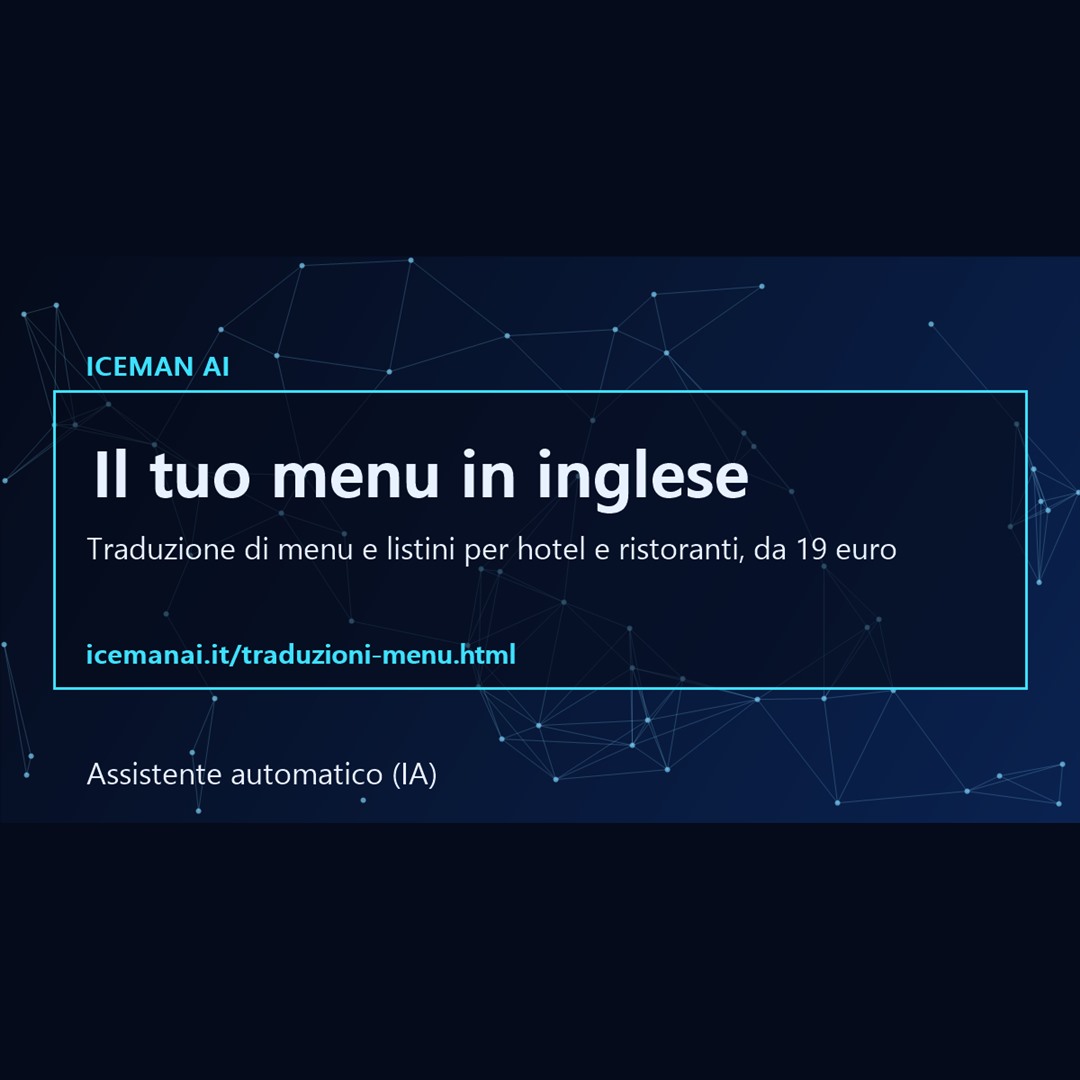 ICEMAN AI
Il tuo menu in inglese
Traduzione di menu e listini per hotel e ristoranti, da 19 euro
icemanai.it/traduzioni-menu.html
Assistente automatico (IA)